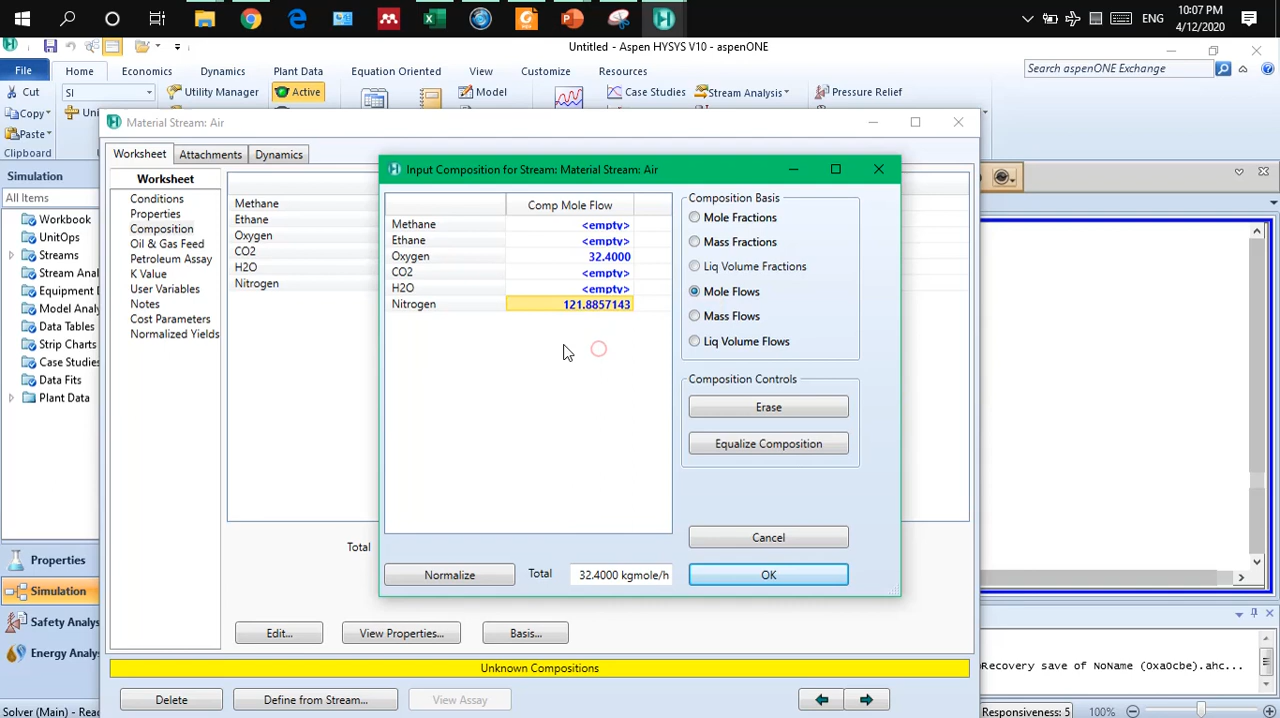 10:07 PM
ENG
4/12/2020
Untitled - Aspen HYSYS V10 - aspenONE
File
Home
Economics
Dynamics
Plant Data
Equation Oriented
View
Customize
Resources
Search aspenONE Exchange
Cut
SI
Utility Manager
Active
Model
Case Studies
Stream Analysis
Pressure Relief
Copy
Paste
Clipboard
Simulation
All Items
Workbook
UnitOps
Streams
Stream Anal
Equipment D
Model Analy
Data Tables
Strip Charts
Case Studies
Data Fits
Plant Data
Properties
Simulation
Safety Analys
Energy Analys
Material Stream: Air
Worksheet
Attachments
Dynamics
Worksheet
Conditions
Properties
Composition
Oil & Gas Feed
Petroleum Assay
K Value
User Variables
Notes
Cost Parameters
Normalized Yields
Methane
Ethane
Oxygen
CO2
H2O
Nitrogen
Total
Edit...
View Properties...
Basis...
Unknown Compositions
Delete
Define from Stream...
View Assay
Input Composition for Stream: Material Stream: Air
Comp Mole Flow
Methane <empty>
Ethane <empty>
Oxygen 32.4000
CO2 <empty>
H2O <empty>
Nitrogen 121.8857143
Normalize
Total 32.4000 kgmole/h
Composition Basis
Mole Fractions
Mass Fractions
Liq Volume Fractions
Mole Flows
Mass Flows
Liq Volume Flows
Composition Controls
Erase
Equalize Composition
Cancel
OK
Recovery save of NoName (0xa0cbe).ahc...
Solver (Main) - Rea
Responsiveness: 5
100%